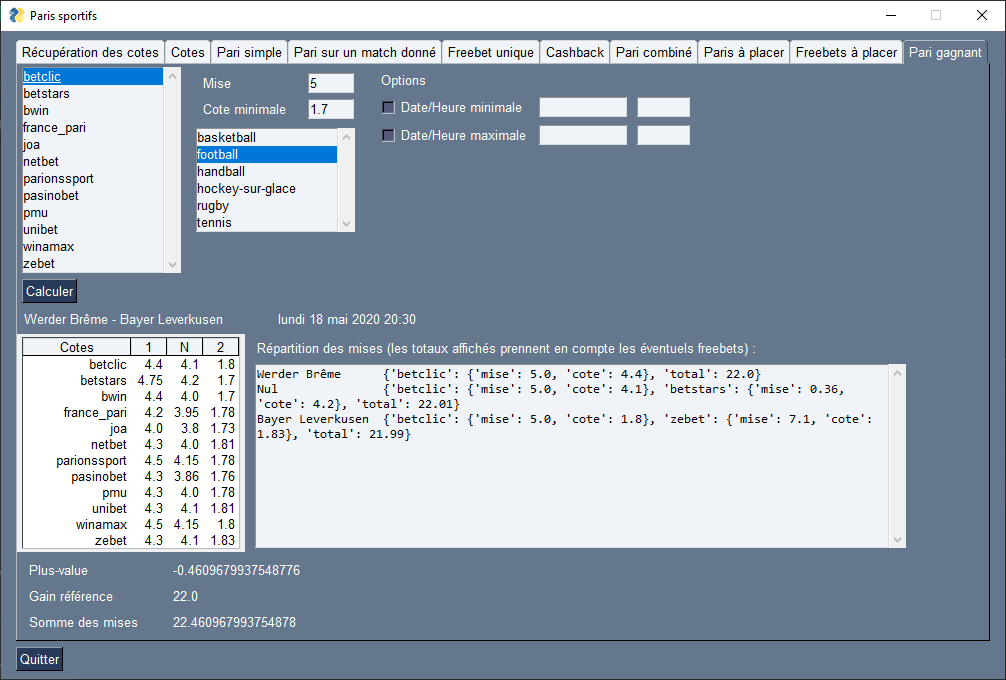 Paris sportifs
Récupération des cotes Cotes Pari simple Pari sur un match donné Freebet unique Cashback Pari combiné Paris à placer Freebets à placer Pari gagnant
betclic
betstars
bwin
france_pari
joa
netbet
parionssport
pasinobet
pmu
unibet
winamax
zebet
Mise 5
Cote minimale 1.7
basketball
football
handball
hockey-sur-glace
rugby
tennis
Options
Date/Heure minimale
Date/Heure maximale
Calculer
Werder Brême - Bayer Leverkusen lundi 18 mai 2020 20:30
Cotes 1 N 2
betclic 4.4 4.1 1.8
betstars 4.75 4.2 1.7
bwin 4.4 4.0 1.7
france_pari 4.2 3.95 1.78
joa 4.0 3.8 1.73
netbet 4.3 4.0 1.81
parionssport 4.5 4.15 1.78
pasinobet 4.3 3.86 1.76
pmu 4.3 4.0 1.78
unibet 4.3 4.1 1.81
winamax 4.5 4.15 1.8
zebet 4.3 4.1 1.83
Répartition des mises (les totaux affichés prennent en compte les éventuels freebets) :
Werder Brême {'betclic': {'mise': 5.0, 'cote': 4.4}, 'total': 22.0}
Nul {'betclic': {'mise': 5.0, 'cote': 4.1}, 'betstars': {'mise': 0.36,
'cote': 4.2}, 'total': 22.01}
Bayer Leverkusen {'betclic': {'mise': 5.0, 'cote': 1.8}, 'zebet': {'mise': 7.1, 'cote':
1.83}, 'total': 21.99}
Plus-value -0.4609679937548776
Gain référence 22.0
Somme des mises 22.460967993754878
Quitter